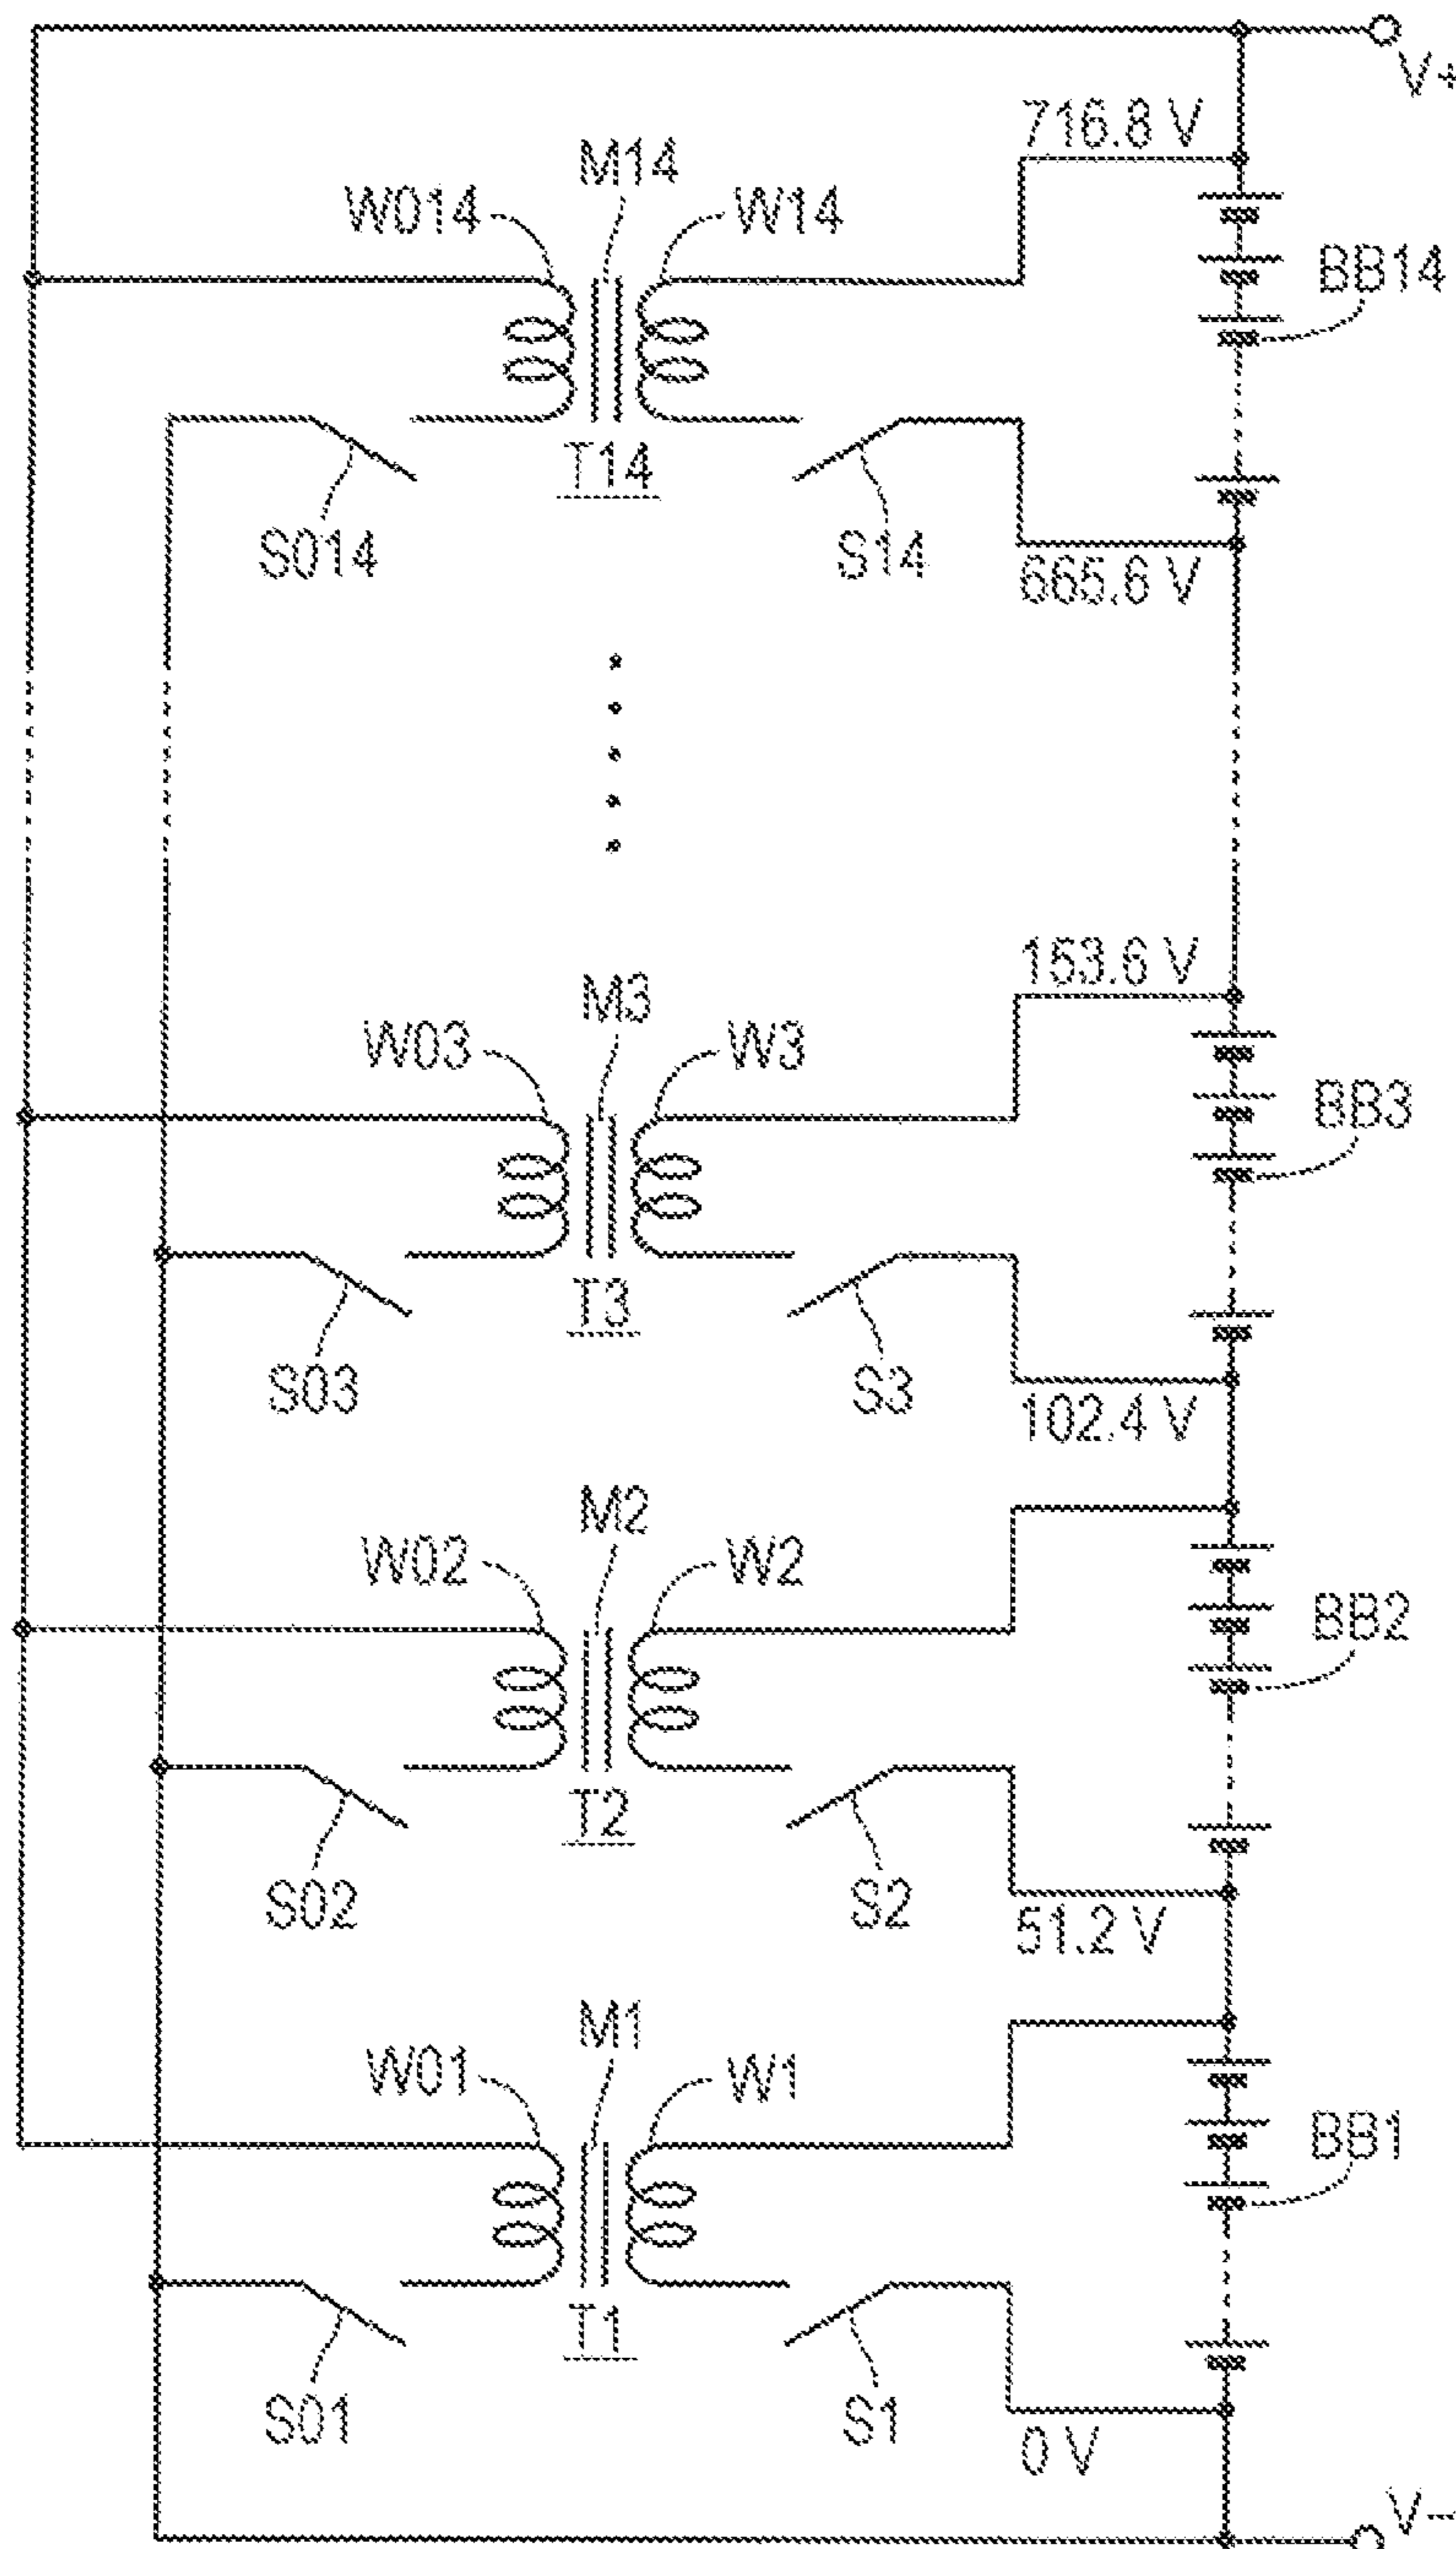 V+
716.8 V
M14
W014
W14
BB14
T14
S014
S14
665.6 V
153.6 V
M3
W03
W3
BB3
T3
S03
S3
102.4 V
M2
W02
W2
BB2
T2
S02
S2
51.2 V
M1
W01
W1
BB1
T1
S01
S1
0 V
V-